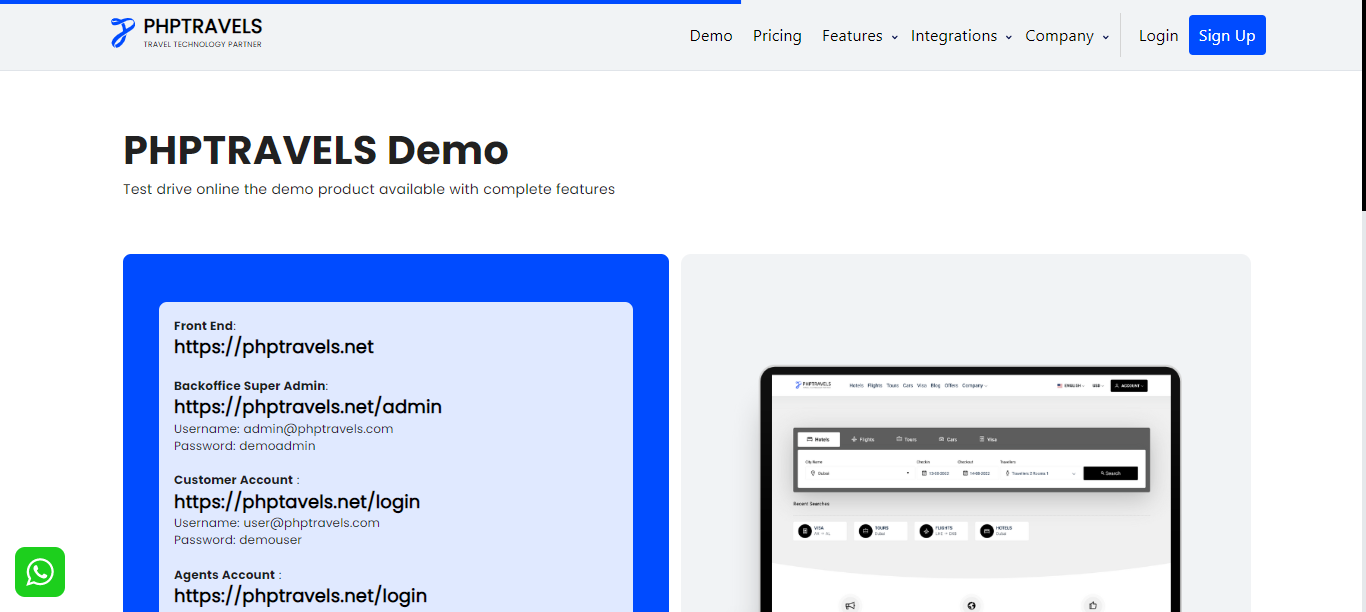 PHPTRAVELS
TRAVEL TECHNOLOGY PARTNER
Demo Pricing Features Integrations Company Login Sign Up
PHPTRAVELS Demo
Test drive online the demo product available with complete features
Front End:
https://phptravels.net
Backoffice Super Admin:
https://phptravels.net/admin
Username: admin@phptravels.com
Password: demoadmin
Customer Account :
https://phptavels.net/login
Username: user@phptravels.com
Password: demouser
Agents Account :
https://phptravels.net/login
PHPTRAVELS
Hotels Flights Tours Cars Visa Blog Offers Company
ENGLISH USD ACCOUNT
Hotels Flights Tours Cars Visa
City Name Checkin Checkout Travellers
Dubai 13-08-2022 14-08-2022 Travellers 2 Rooms 1 Search
Recent Searches
VISA TOURS FLIGHTS HOTELS
Dubai Dubai